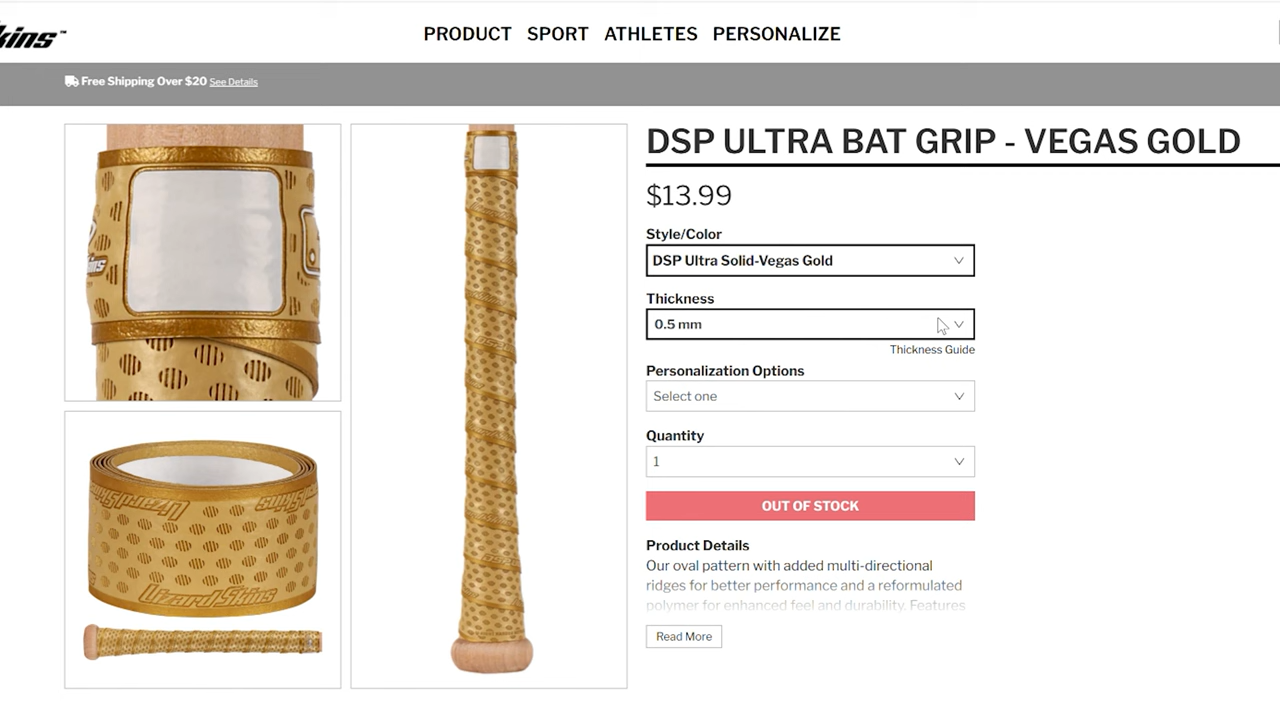 kins™
PRODUCT SPORT ATHLETES PERSONALIZE
Free Shipping Over $20 See Details
DSP ULTRA BAT GRIP - VEGAS GOLD
$13.99
Style/Color
DSP Ultra Solid-Vegas Gold
Thickness
0.5 mm
Thickness Guide
Personalization Options
Select one
Quantity
1
OUT OF STOCK
Product Details
Our oval pattern with added multi-directional
ridges for better performance and a reformulated
polymer for enhanced feel and durability. Features
Read More
kins
Lizard Skins
kins
LizardSkins